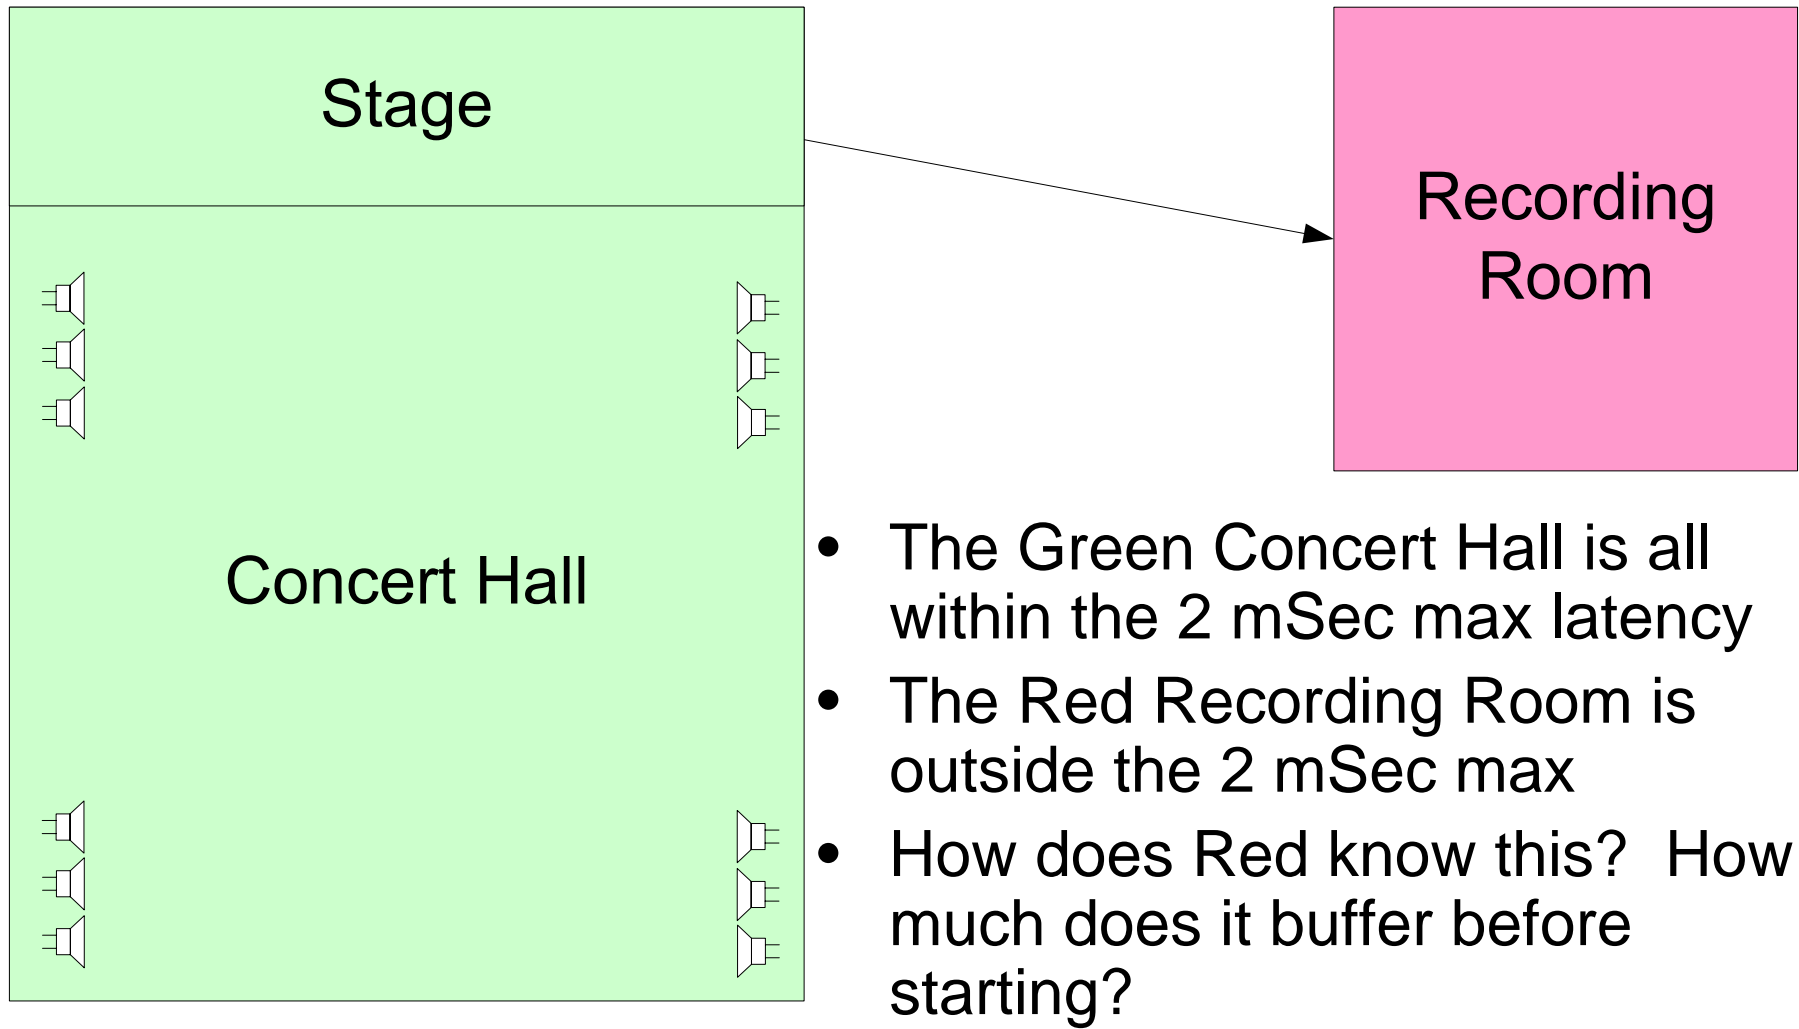 Stage
Recording
Room
Concert Hall
• The Green Concert Hall is all
within the 2 mSec max latency
• The Red Recording Room is
outside the 2 mSec max
• How does Red know this?  How
much does it buffer before
starting?